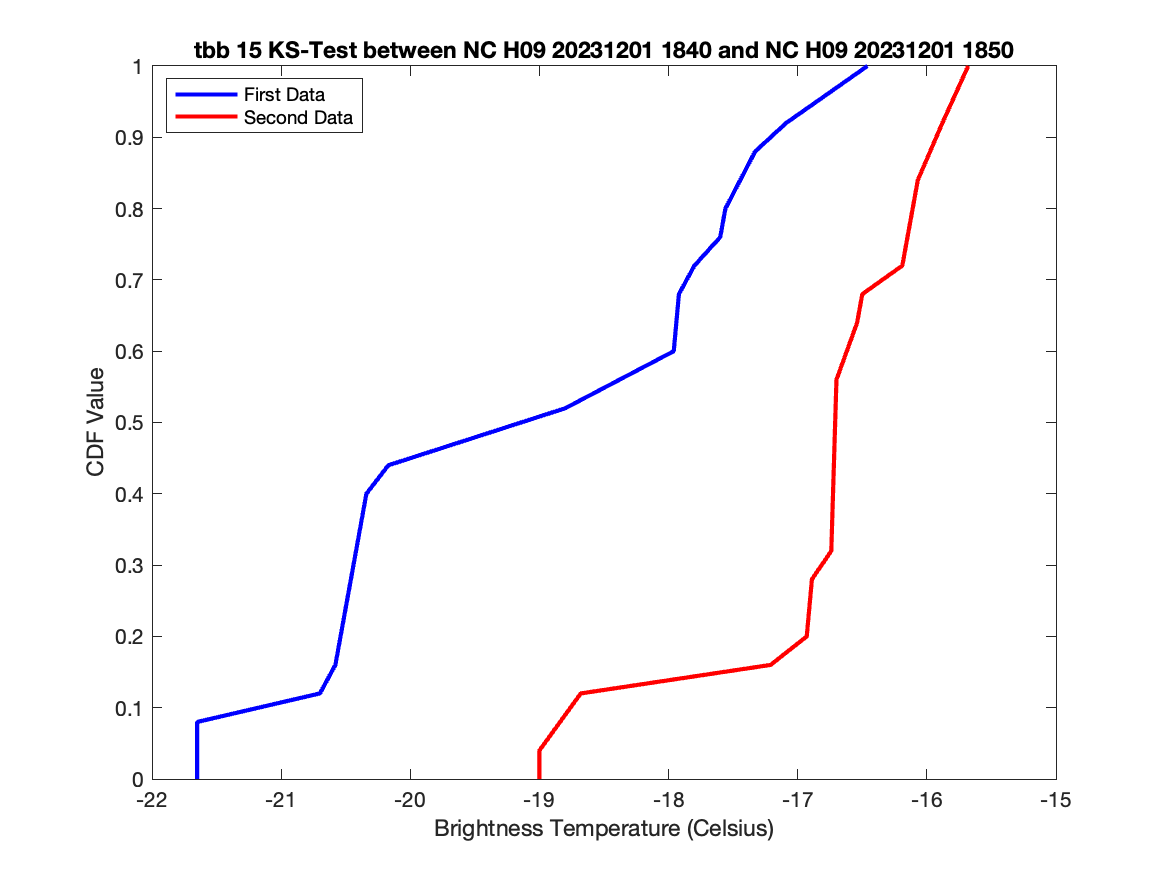 tbb 15 KS-Test between NC H09 20231201 1840 and NC H09 20231201 1850
First Data
Second Data
1
0.9
0.8
0.7
0.6
0.5
0.4
0.3
0.2
0.1
0
CDF Value
-22 -21 -20 -19 -18 -17 -16 -15
Brightness Temperature (Celsius)